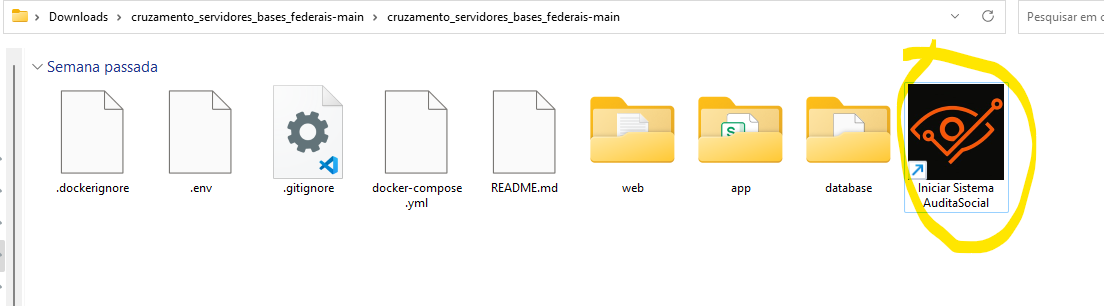 Downloads > cruzamento_servidores_bases_federais-main > cruzamento_servidores_bases_federais-main
Pesquisar em c
Semana passada
.dockerignore
.env
.gitignore
docker-compose
.yml
README.md
web
app
database
Iniciar Sistema
AuditaSocial